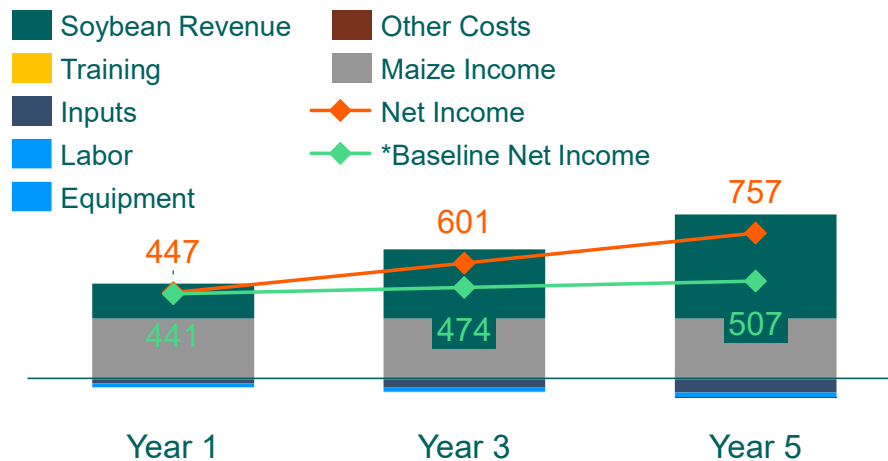 Soybean Revenue
Other Costs
Training
Maize Income
Inputs
Net Income
Labor
*Baseline Net Income
Equipment
757
601
447
441
474
507
Year 1
Year 3
Year 5